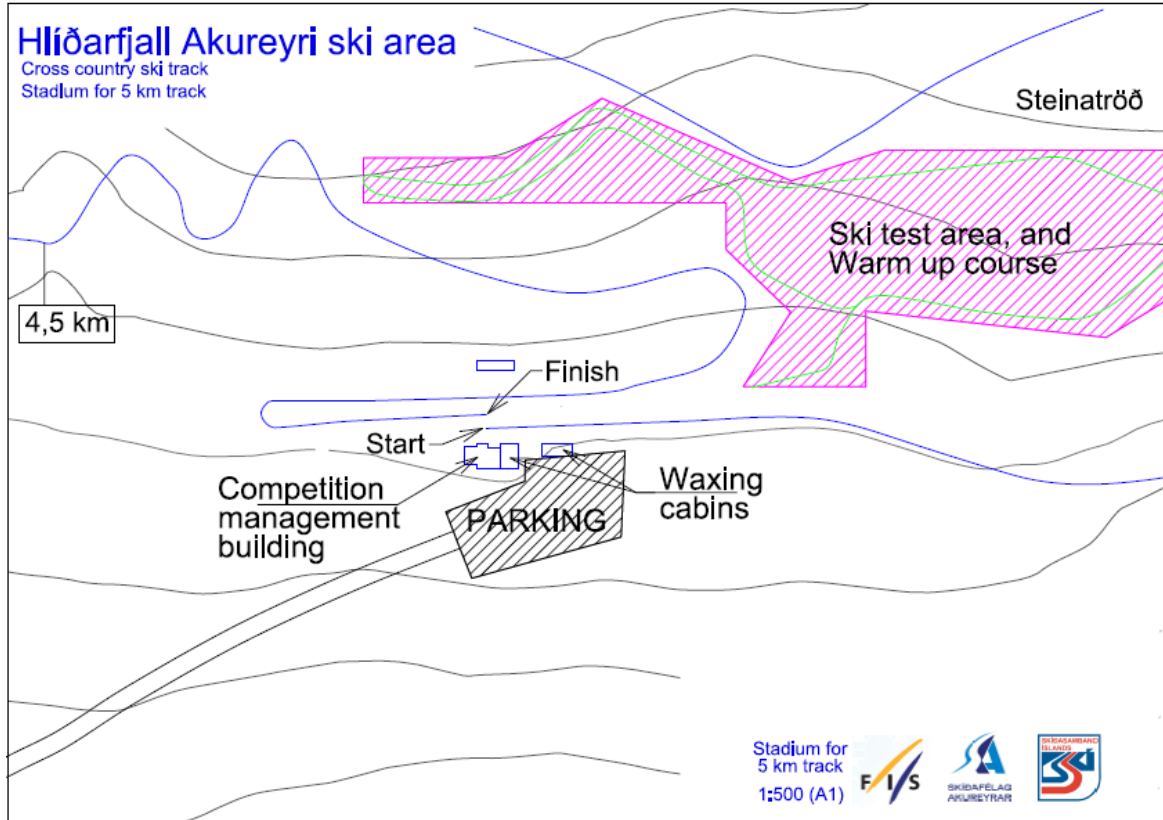 Hlíðarfjall Akureyri ski area
Cross country ski track
Stadium for 5 km track
Steinatröð
Ski test area, and
Warm up course
4,5 km
Finish
Start
Competition
management
building
Waxing
cabins
PARKING
Stadium for
5 km track
1:500 (A1)
FIS
SKÍÐAFÉLAG
AKUREYRAR
SKÍÐASAMBAND
ÍSLANDS
SSÍ